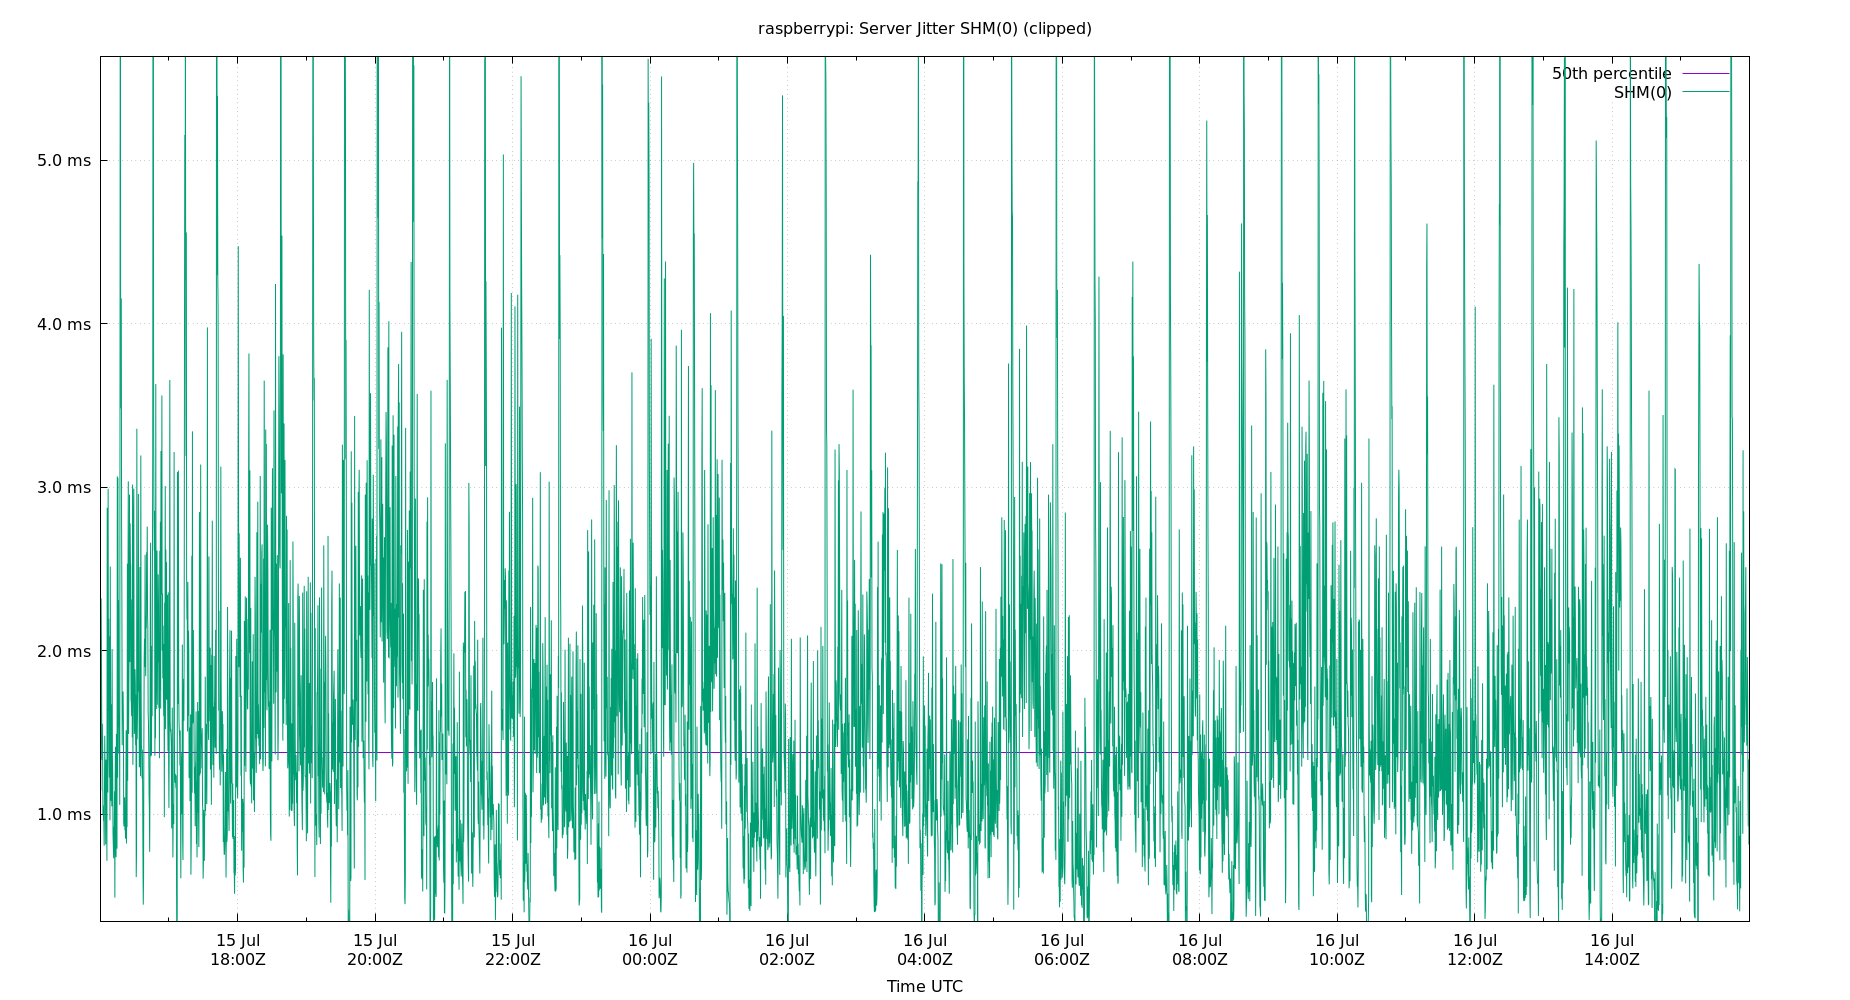 raspberrypi: Server Jitter SHM(0) (clipped)
50th percentile
SHM(0)
5.0 ms
4.0 ms
3.0 ms
2.0 ms
1.0 ms
15 Jul 15 Jul 15 Jul 16 Jul 16 Jul 16 Jul 16 Jul 16 Jul 16 Jul 16 Jul 16 Jul
18:00Z 20:00Z 22:00Z 00:00Z 02:00Z 04:00Z 06:00Z 08:00Z 10:00Z 12:00Z 14:00Z
Time UTC